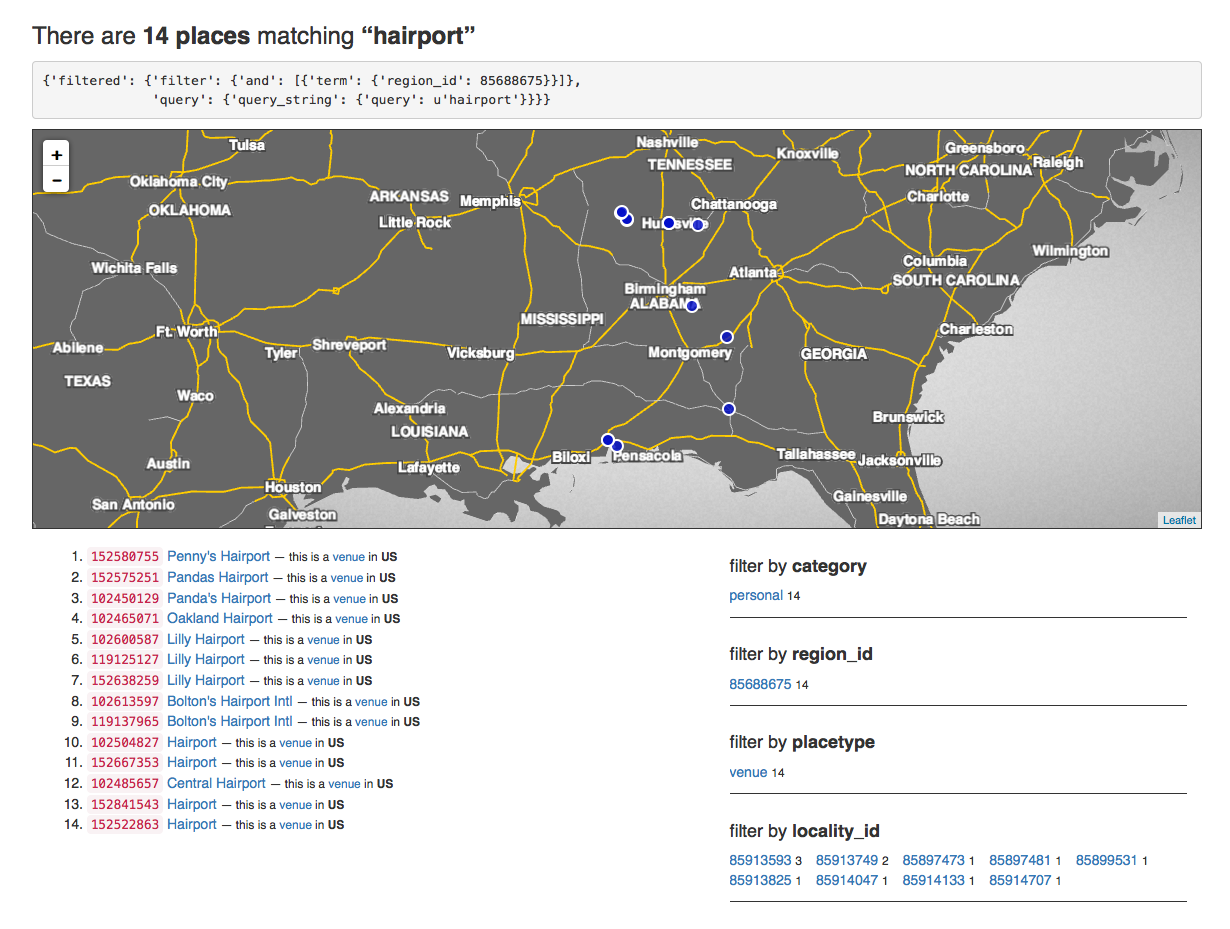 There are 14 places matching “hairport”
{'filtered': {'filter': {'and': [{'term': {'region_id': 85688675}}]},
'query': {'query_string': {'query': u'hairport'}}}}
+
−
Tulsa
Nashville
TENNESSEE
Knoxville
Greensboro
Raleigh
NORTH CAROLINA
Oklahoma City
OKLAHOMA
ARKANSAS
Memphis
Chattanooga
Charlotte
Little Rock
Huntsville
Wilmington
Wichita Falls
Columbia
Atlanta
SOUTH CAROLINA
Birmingham
ALABAMA
MISSISSIPPI
Charleston
Ft. Worth
Abilene
Tyler
Shreveport
Vicksburg
Montgomery
GEORGIA
TEXAS
Waco
Alexandria
LOUISIANA
Brunswick
Austin
Lafayette
Biloxi
Pensacola
Tallahassee
Jacksonville
Houston
San Antonio
Galveston
Gainesville
Daytona Beach
Leaflet
1. 152580755 Penny's Hairport — this is a venue in US
2. 152575251 Pandas Hairport — this is a venue in US
3. 102450129 Panda's Hairport — this is a venue in US
4. 102465071 Oakland Hairport — this is a venue in US
5. 102600587 Lilly Hairport — this is a venue in US
6. 119125127 Lilly Hairport — this is a venue in US
7. 152638259 Lilly Hairport — this is a venue in US
8. 102613597 Bolton's Hairport Intl — this is a venue in US
9. 119137965 Bolton's Hairport Intl — this is a venue in US
10. 102504827 Hairport — this is a venue in US
11. 152667353 Hairport — this is a venue in US
12. 102485657 Central Hairport — this is a venue in US
13. 152841543 Hairport — this is a venue in US
14. 152522863 Hairport — this is a venue in US
filter by category
personal 14
filter by region_id
85688675 14
filter by placetype
venue 14
filter by locality_id
85913593 3 85913749 2 85897473 1 85897481 1 85899531 1
85913825 1 85914047 1 85914133 1 85914707 1